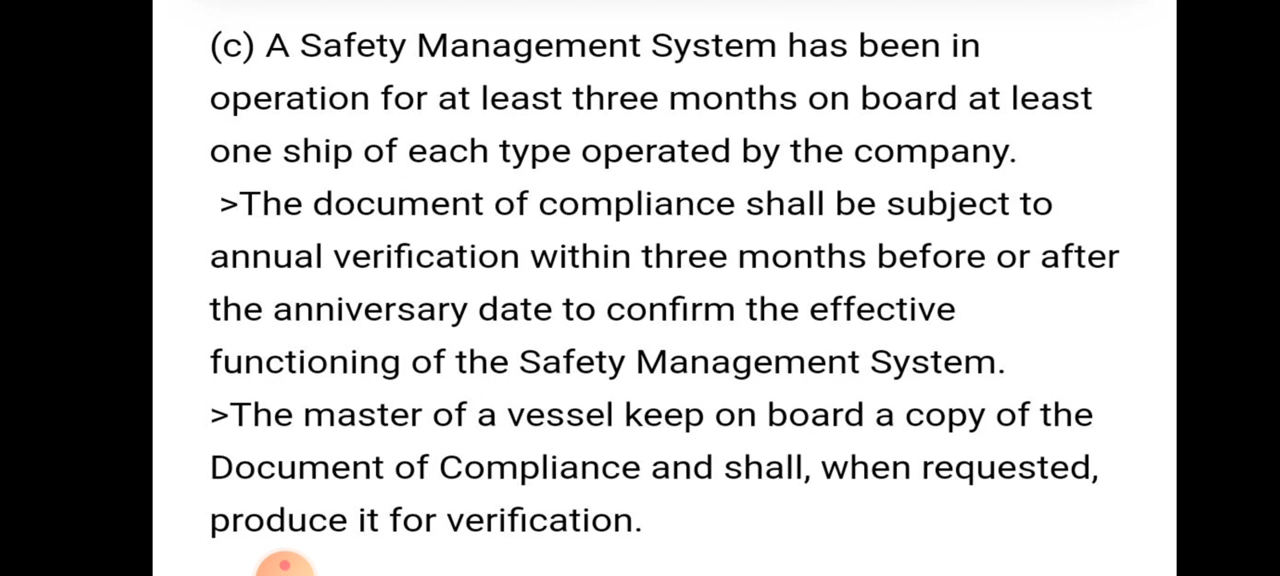 (c) A Safety Management System has been in
operation for at least three months on board at least
one ship of each type operated by the company.
>The document of compliance shall be subject to
annual verification within three months before or after
the anniversary date to confirm the effective
functioning of the Safety Management System.
>The master of a vessel keep on board a copy of the
Document of Compliance and shall, when requested,
produce it for verification.